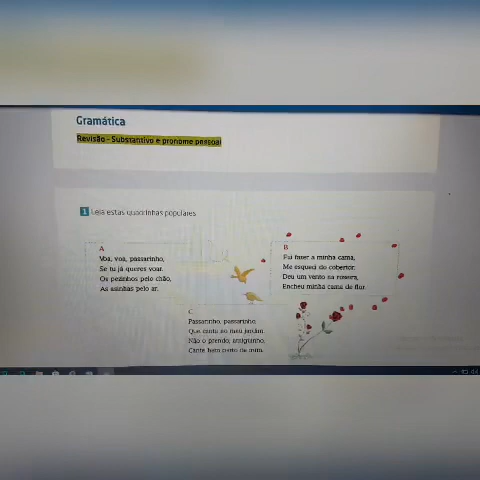 Gramática
Revisão - Substantivo e pronome pessoal
1 Leia estas quadrinhas populares
A
Voa, voa, passarinho,
Se tu já queres voar.
Os pezinhos pelo chão,
As asinhas pelo ar.
B
Fui fazer a minha cama,
Me esqueci do cobertor;
Deu um vento na roseira,
Encheu minha cama de flor.
C
Passarinho, passarinho,
Que canta no meu jardim
Não o prendo, amiguinho,
Cante bem perto de mim.